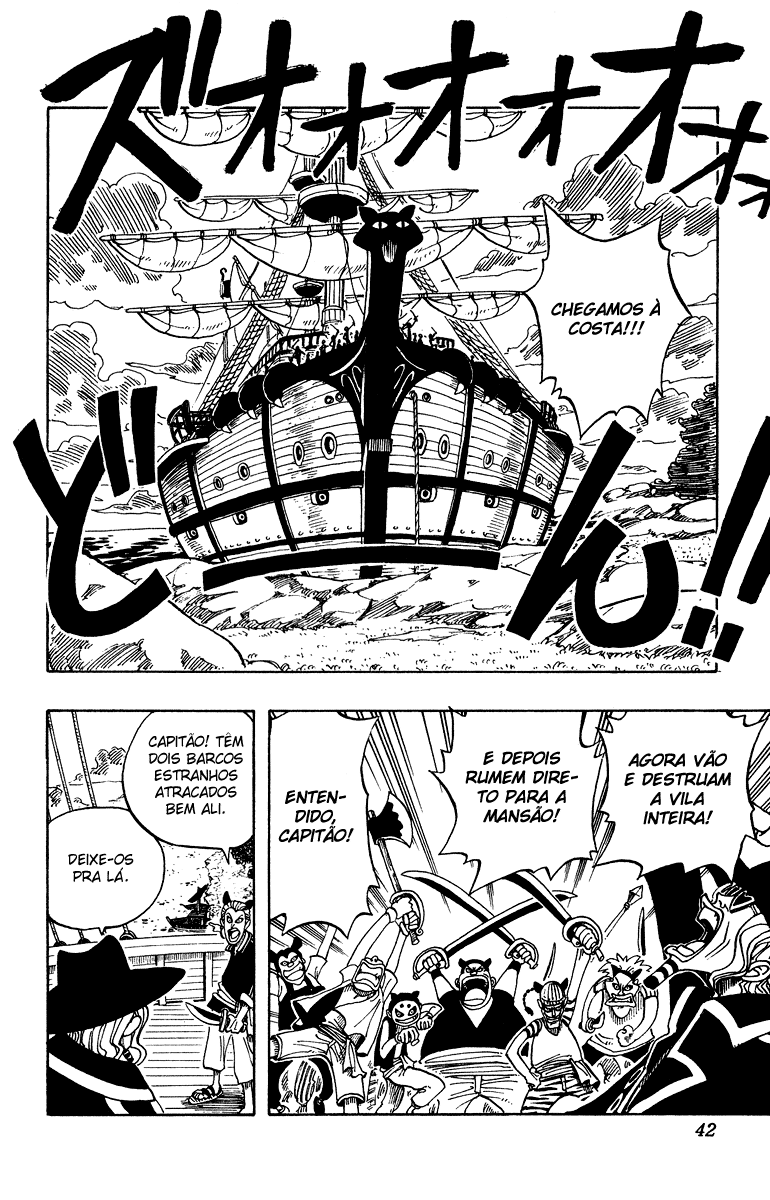 ズオオオオオオ
CHEGAMOS À
COSTA!!!
どん!!
AGORA VÃO
E DESTRUAM
A VILA
INTEIRA!
E DEPOIS
RUMEM DIRE-
TO PARA A
MANSÃO!
ENTEN-
DIDO,
CAPITÃO!
CAPITÃO! TÊM
DOIS BARCOS
ESTRANHOS
ATRACADOS
BEM ALI.
DEIXE-OS
PRA LÁ.
42